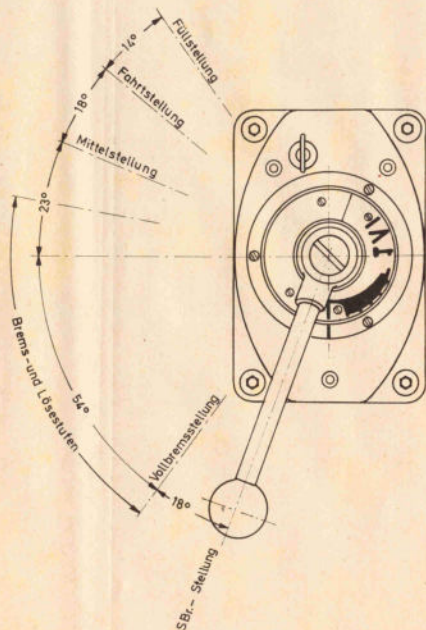 Füllstellung
14°
Fahrtstellung
18°
Mittelstellung
23°
Brems- und Lösestufen
54°
Vollbremsstellung
18°
SBr.- Stellung